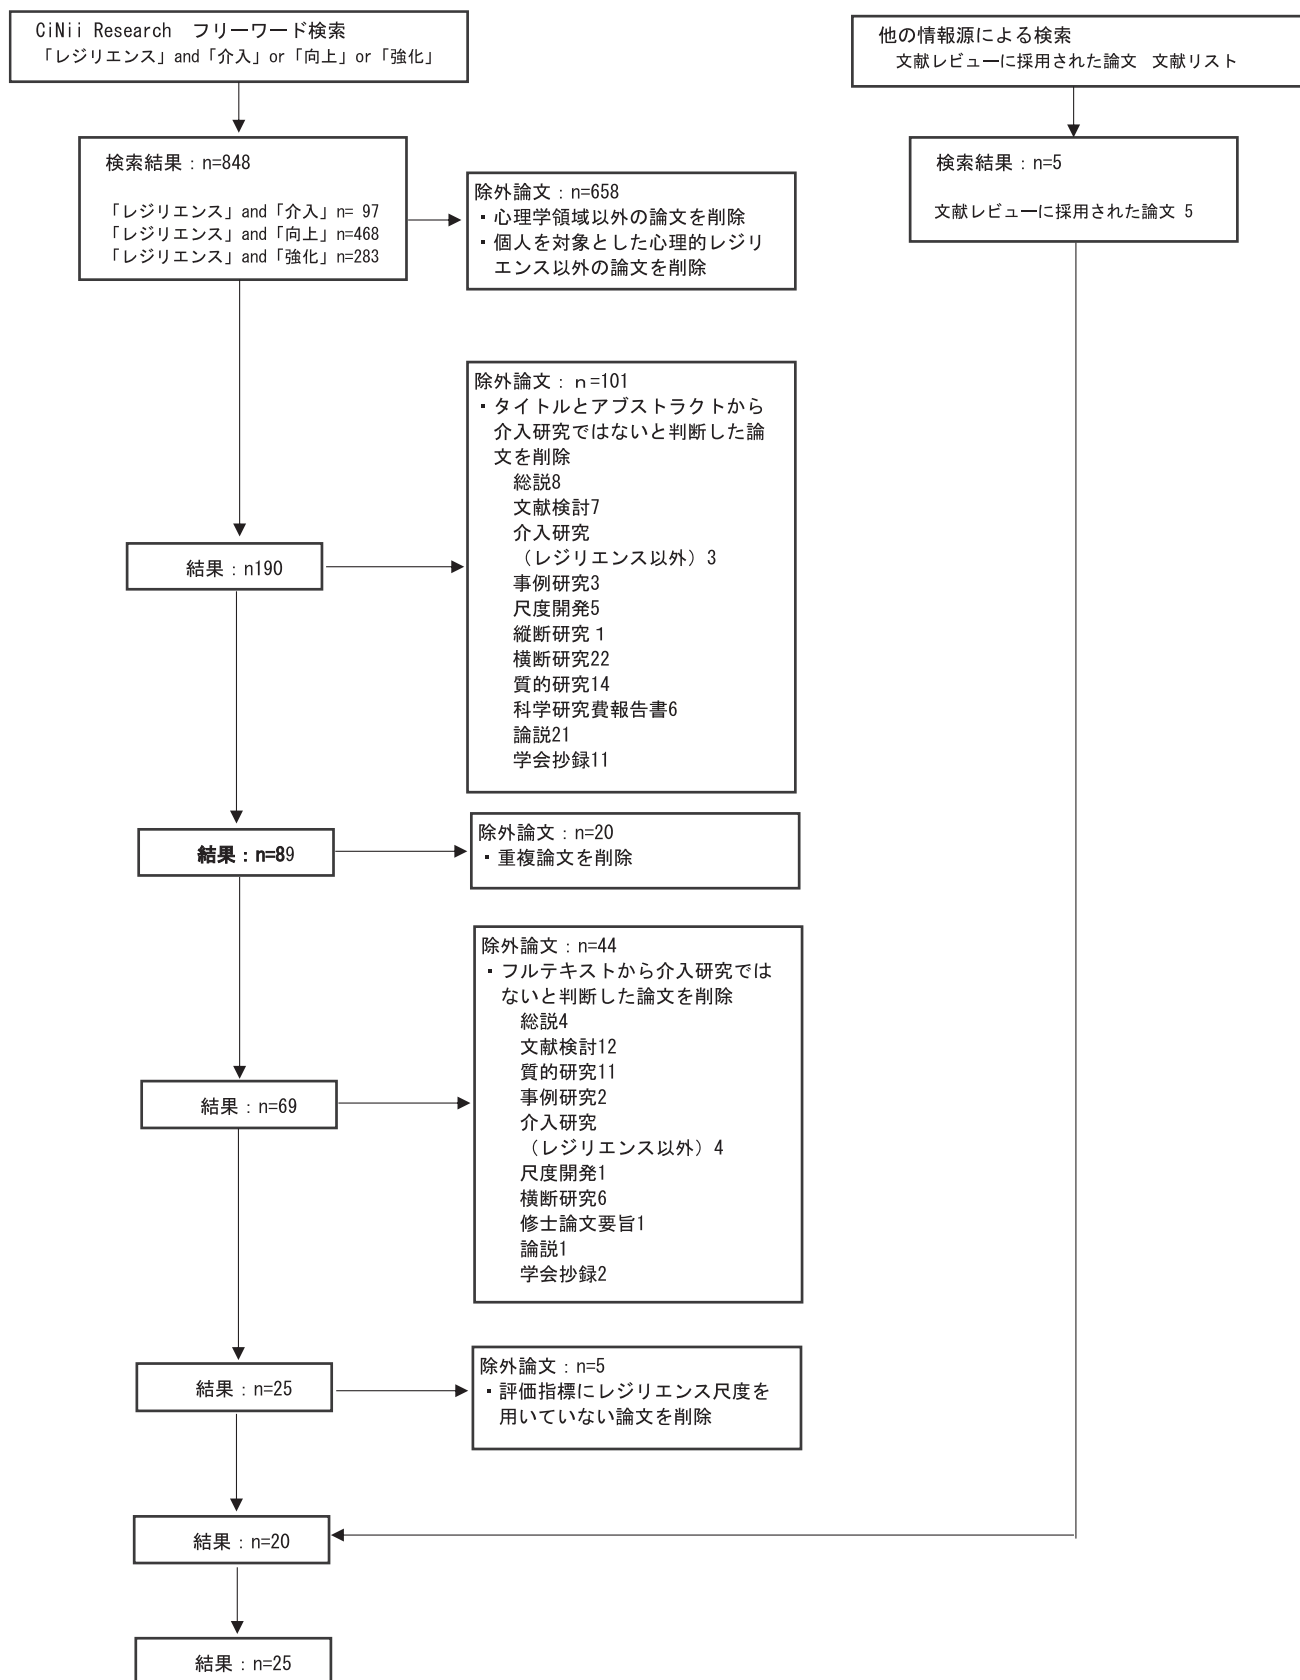 CiNii Research フリーワード検索
「レジリエンス」and「介入」or「向上」or「強化」
他の情報源による検索
文献レビューに採用された論文 文献リスト
検索結果：n=848
「レジリエンス」and「介入」n= 97
「レジリエンス」and「向上」n=468
「レジリエンス」and「強化」n=283
除外論文：n=658
・心理学領域以外の論文を削除
・個人を対象とした心理的レジリ
エンス以外の論文を削除
検索結果：n=5
文献レビューに採用された論文 5
除外論文：ｎ=101
・タイトルとアブストラクトから
介入研究ではないと判断した論
文を削除
総説8
文献検討7
介入研究
（レジリエンス以外）3
事例研究3
尺度開発5
縦断研究１
横断研究22
質的研究14
科学研究費報告書6
論説21
学会抄録11
結果：n190
結果：n=89
除外論文：n=20
・重複論文を削除
除外論文：n=44
・フルテキストから介入研究では
ないと判断した論文を削除
総説4
文献検討12
質的研究11
事例研究2
介入研究
（レジリエンス以外）4
尺度開発1
横断研究6
修士論文要旨1
論説1
学会抄録2
結果：n=69
結果：n=25
除外論文：n=5
・評価指標にレジリエンス尺度を
用いていない論文を削除
結果：n=20
結果：n=25